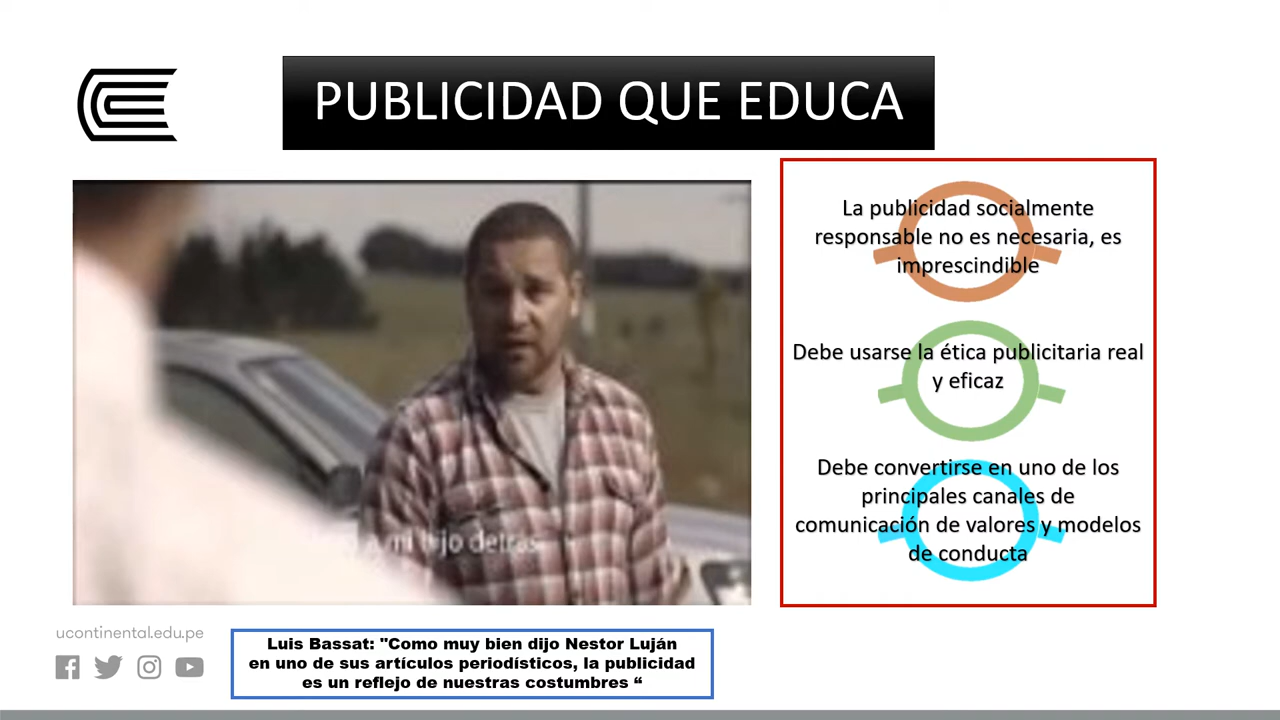 PUBLICIDAD QUE EDUCA
mi hijo detrás
La publicidad socialmente
responsable no es necesaria, es
imprescindible
Debe usarse la ética publicitaria real
y eficaz
Debe convertirse en uno de los
principales canales de
comunicación de valores y modelos
de conducta
ucontinental.edu.pe
Luis Bassat: "Como muy bien dijo Nestor Luján
en uno de sus artículos periodísticos, la publicidad
es un reflejo de nuestras costumbres “